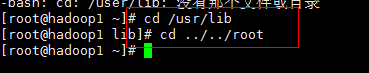 -bash: cd: /user/lib: 没有那个文件或目录
[root@hadoop1 ~]# cd /usr/lib
[root@hadoop1 lib]# cd ../../root
[root@hadoop1 ~]#